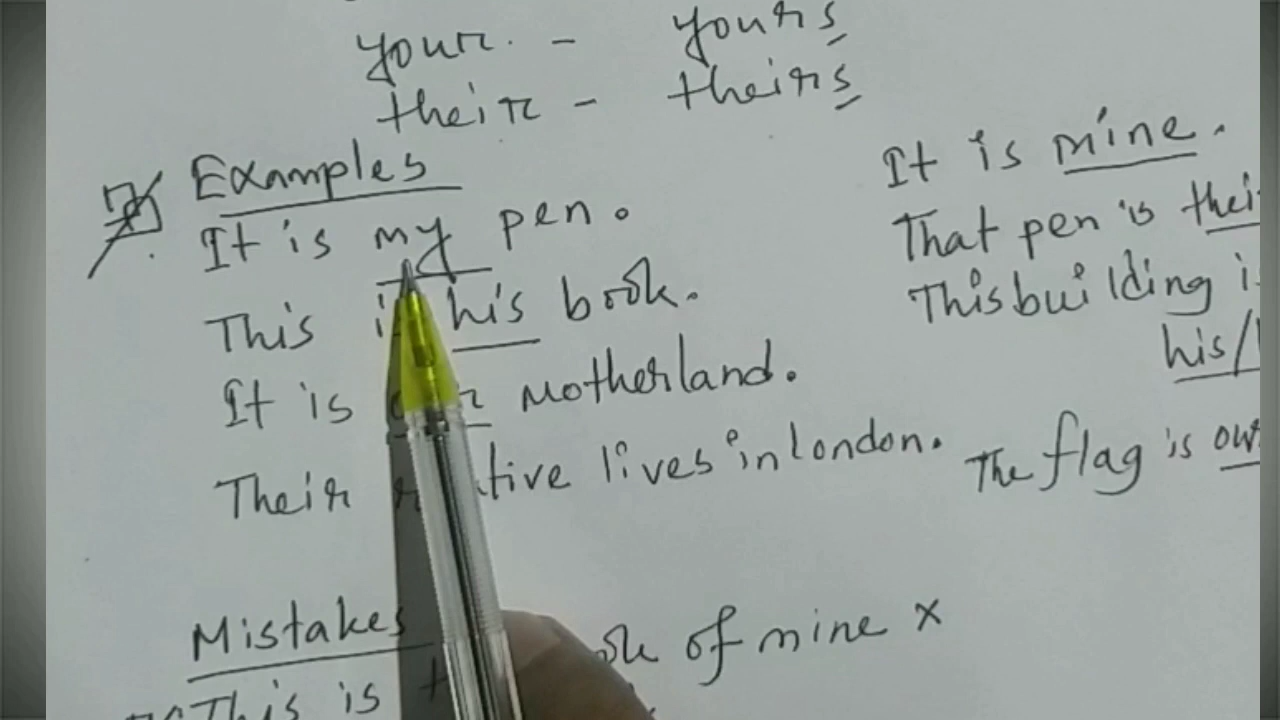 your. - yours
their - theirs
Examples
It is my pen.
This his book.
It is motherland.
Their lives in london.
It is mine.
That pen is
This building
his/
The flag is
Mistakes
This is of mine x